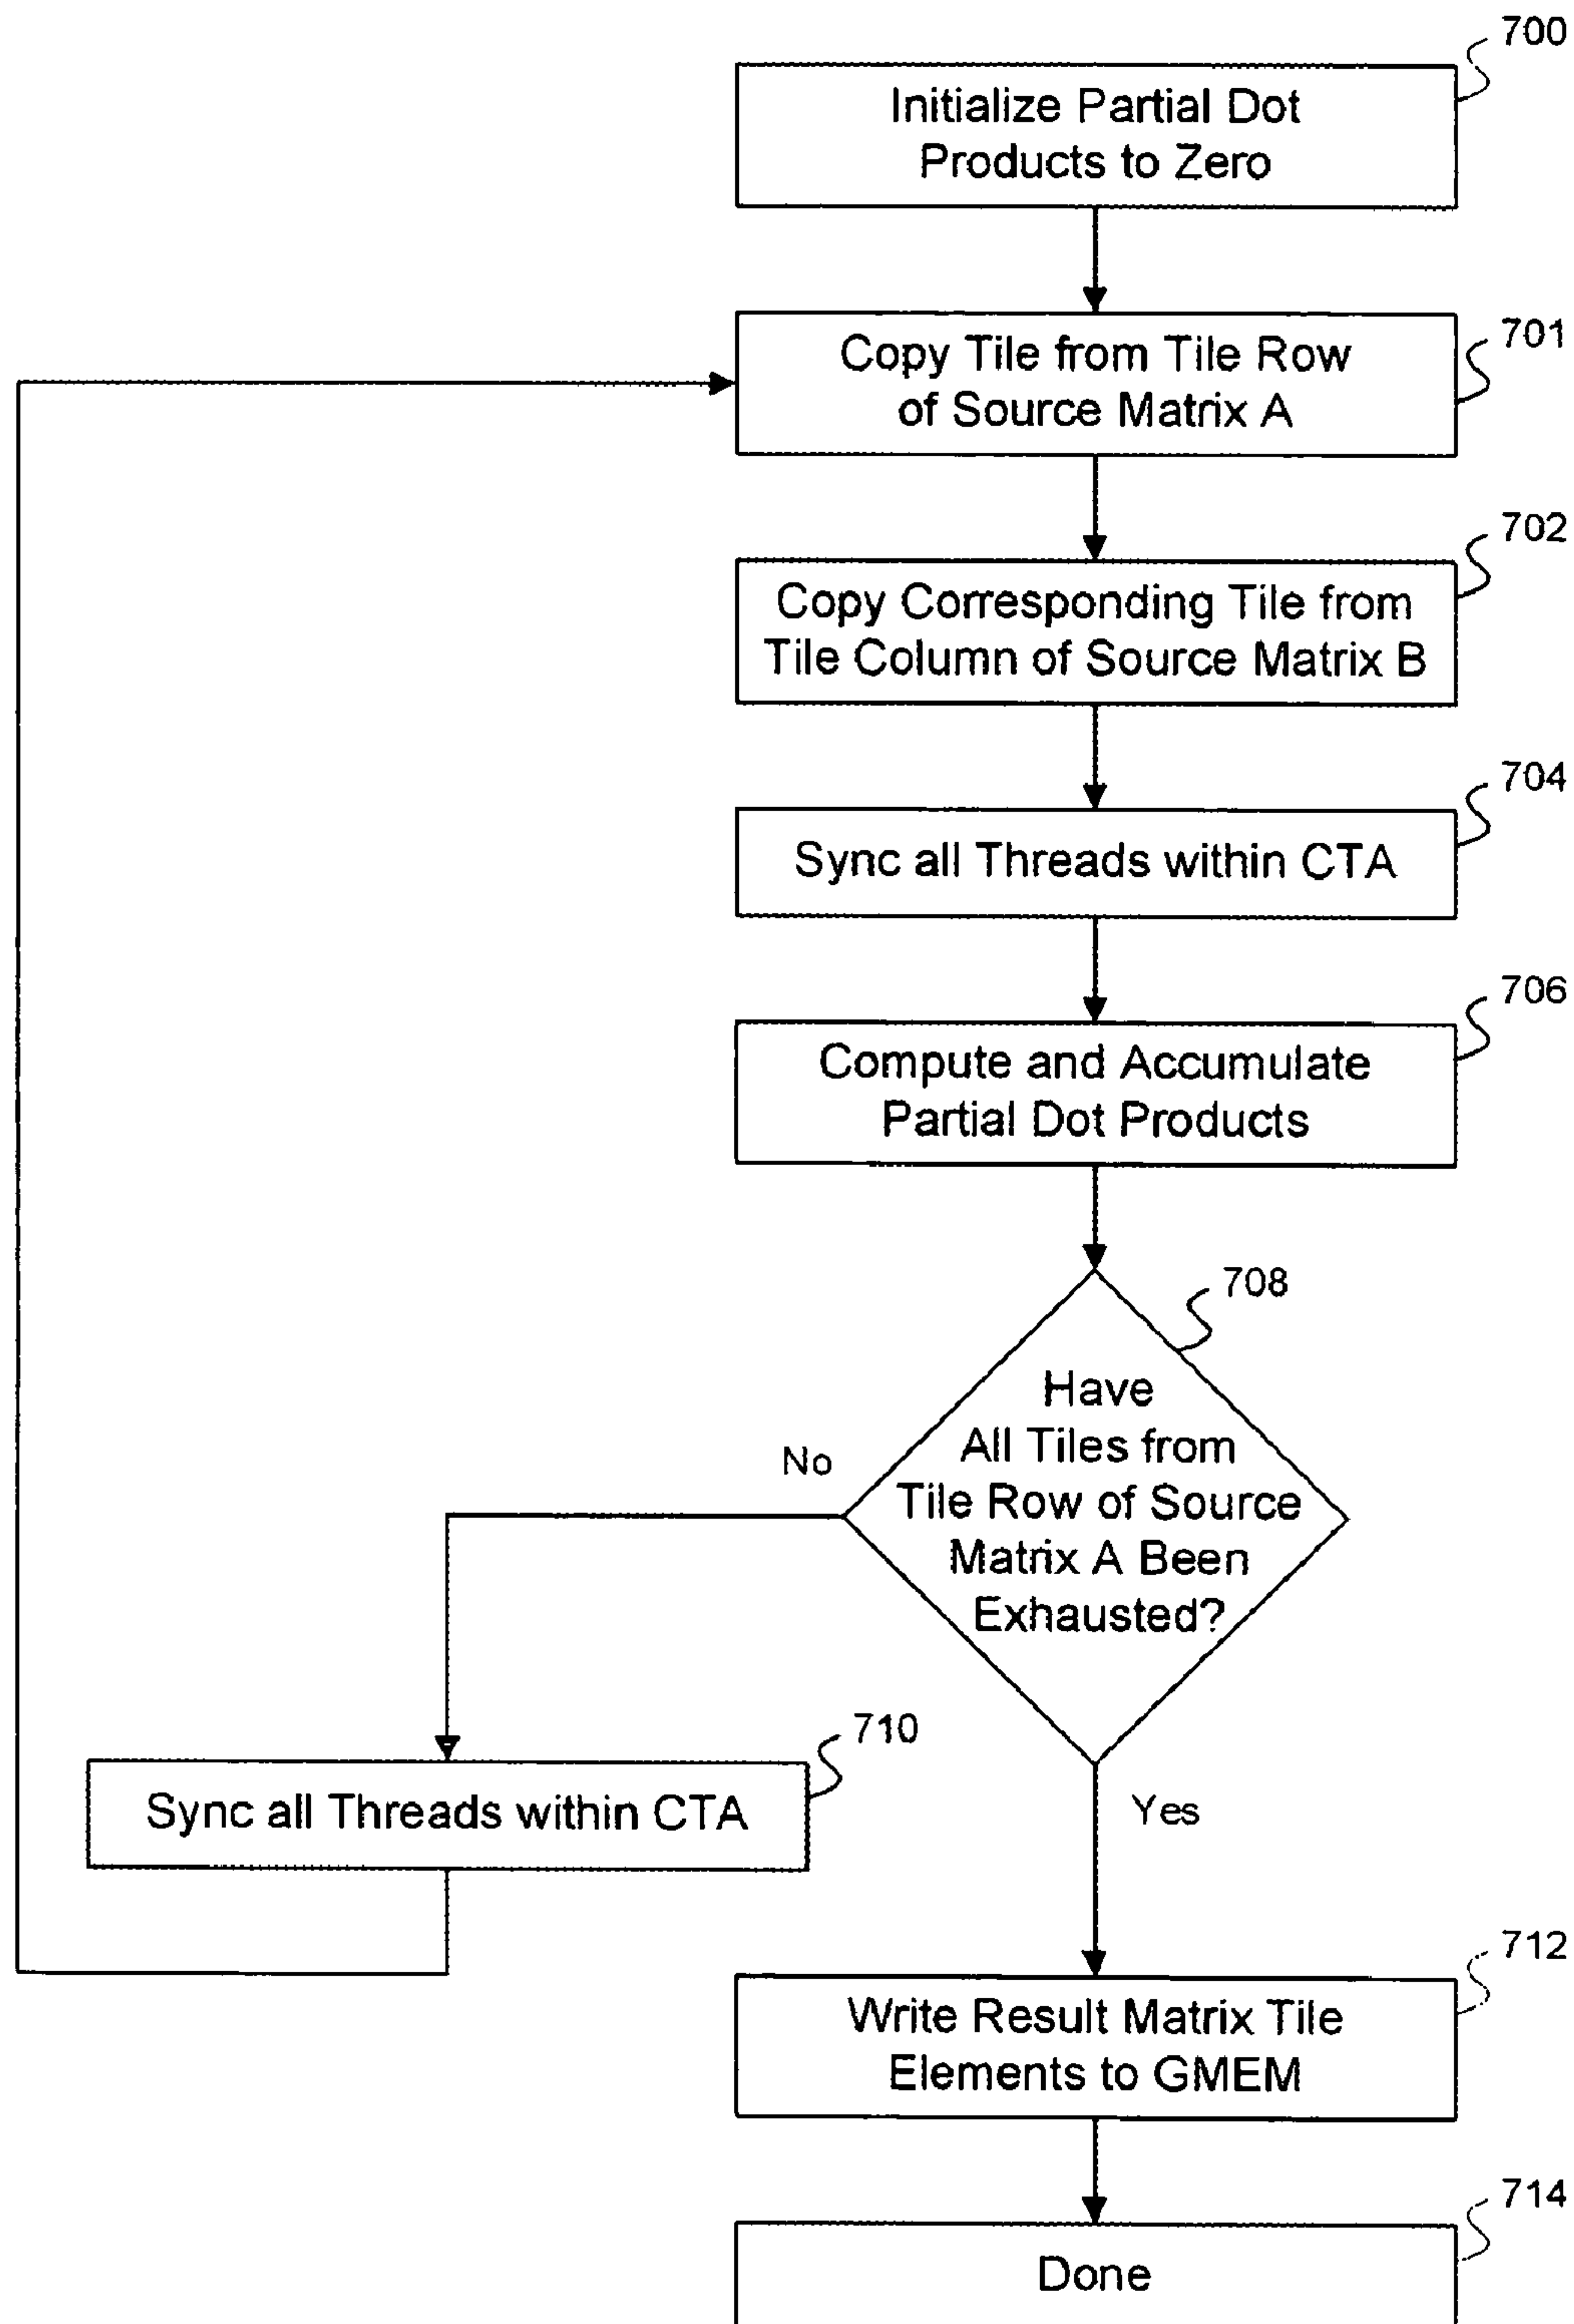 700
Initialize Partial Dot
Products to Zero
701
Copy Tile from Tile Row
of Source Matrix A
702
Copy Corresponding Tile from
Tile Column of Source Matrix B
704
Sync all Threads within CTA
706
Compute and Accumulate
Partial Dot Products
708
Have
All Tiles from
Tile Row of Source
Matrix A Been
Exhausted?
No
710
Sync all Threads within CTA
Yes
712
Write Result Matrix Tile
Elements to GMEM
714
Done